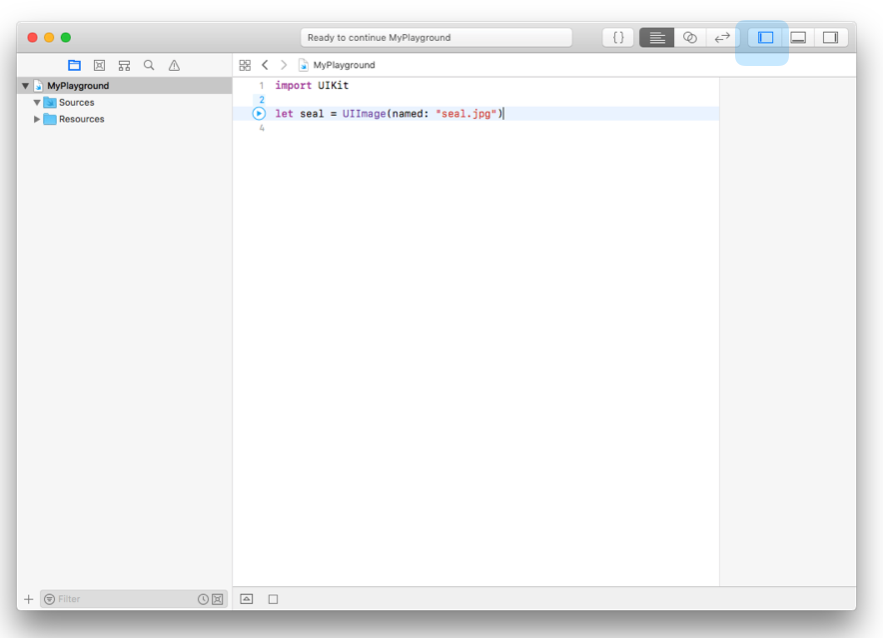 Ready to continue MyPlayground
{ }
MyPlayground
MyPlayground
Sources
Resources
1 import UIKit
2
let seal = UIImage(named: "seal.jpg")
4
Filter